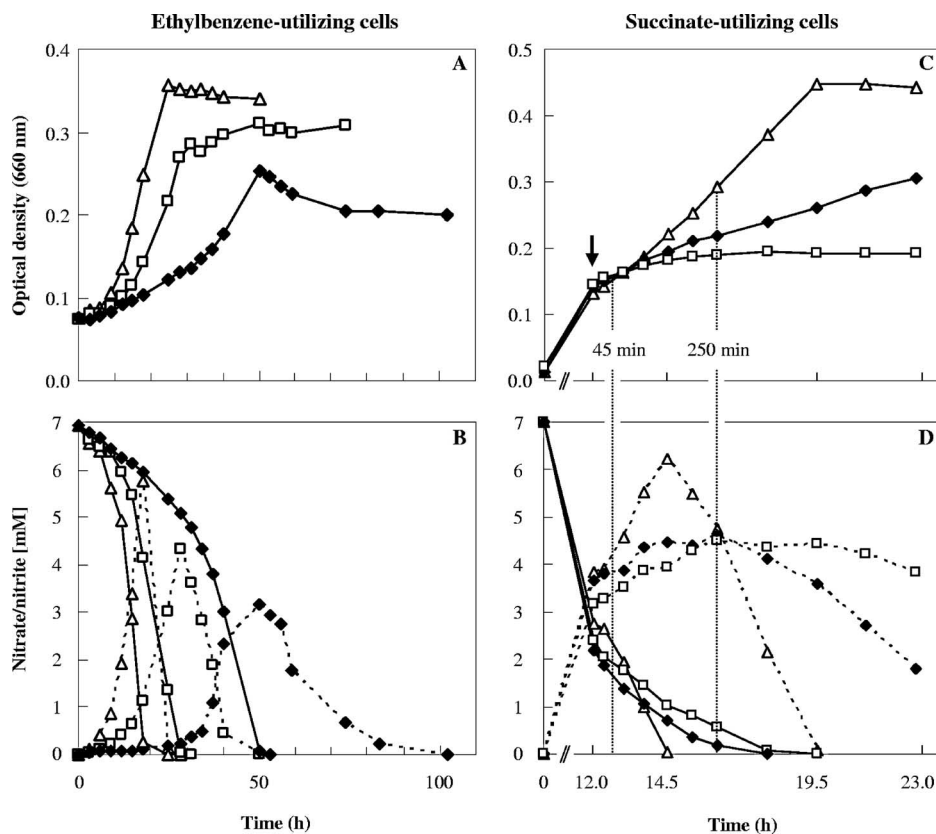 Ethylbenzene-utilizing cells
Succinate-utilizing cells
Optical density (660 nm)
0.4
0.3
0.2
0.1
0.0
A
0.5
0.4
0.3
0.2
0.1
0.0
C
45 min
250 min
Nitrate/nitrite [mM]
7
6
5
4
3
2
1
0
B
0
50
100
Time (h)
7
6
5
4
3
2
1
0
D
0
12.0
14.5
19.5
23.0
Time (h)